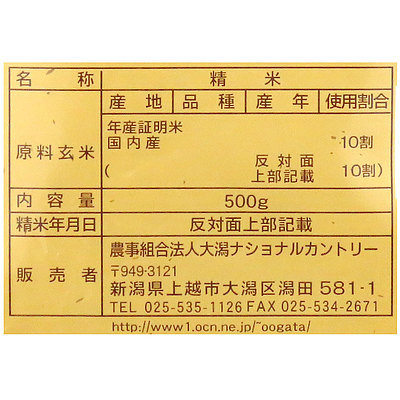 名称 精米
原料玄米 産地 品種 産年 使用割合
年産証明米
国内産 10割
( 反対面
上部記載 10割)
内容量 500g
精米年月日 反対面上部記載
販売者 農事組合法人大潟ナショナルカントリー
〒949-3121
新潟県上越市大潟区潟田581-1
TEL 025-535-1126 FAX 025-534-2671
http://www1.ocn.ne.jp/~oogata/